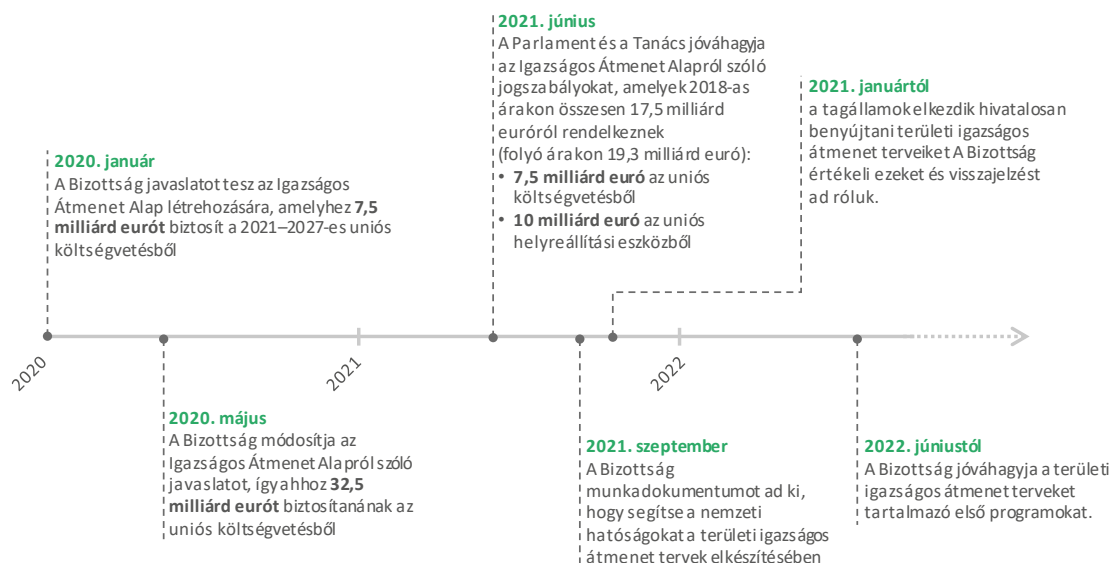 2021. június
A Parlament és a Tanács jóváhagyja
az Igazságos Átmenet Alapról szóló
jogszabályokat, amelyek 2018-as
árakon összesen 17,5 milliárd
euróról rendelkeznek
(folyó árakon 19,3 milliárd euró):
• 7,5 milliárd euró az uniós
költségvetésből
• 10 milliárd euró az uniós
helyreállítási eszközből
2021. januártól
a tagállamok elkezdik hivatalosan
benyújtani területi igazságos
átmenet terveiket A Bizottság
értékeli ezeket és visszajelzést
ad róluk.
2020. január
A Bizottság javaslatot tesz az Igazságos
Átmenet Alap létrehozására, amelyhez 7,5
milliárd eurót biztosít a 2021–2027-es uniós
költségvetésből
2020
2021
2022
2020. május
A Bizottság módosítja az
Igazságos Átmenet Alapról szóló
javaslatot, így ahhoz 32,5
milliárd eurót biztosítanának az
uniós költségvetésből
2021. szeptember
A Bizottság
munkadokumentumot ad ki,
hogy segítse a nemzeti
hatóságokat a területi igazságos
átmenet tervek elkészítésében
2022. júniustól
A Bizottság jóváhagyja a területi
igazságos átmenet terveket
tartalmazó első programokat.